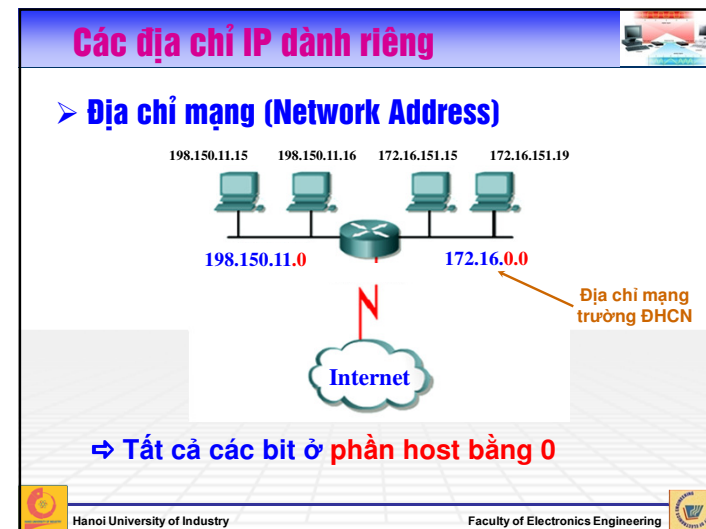 Các địa chỉ IP dành riêng
➢ Địa chỉ mạng (Network Address)
198.150.11.15 198.150.11.16 172.16.151.15 172.16.151.19
198.150.11.0 172.16.0.0
Địa chỉ mạng
trường ĐHCN
Internet
⇨ Tất cả các bit ở phần host bằng 0
Hanoi University of Industry Faculty of Electronics Engineering